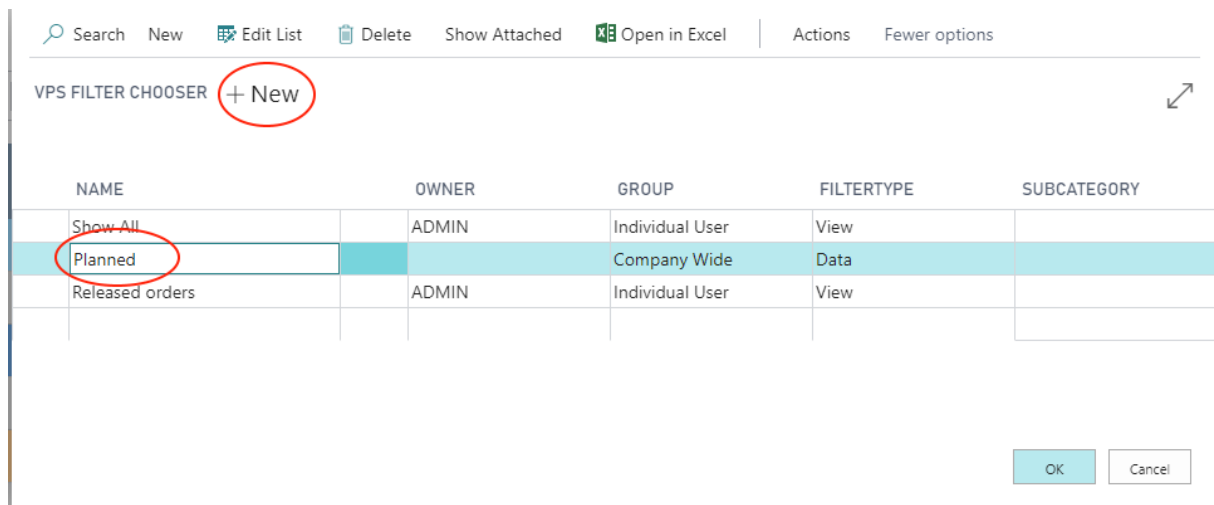 Search New Edit List Delete Show Attached Open in Excel Actions Fewer options
VPS FILTER CHOOSER + New
NAME OWNER GROUP FILTERTYPE SUBCATEGORY
Show All ADMIN Individual User View
Planned Company Wide Data
Released orders ADMIN Individual User View
OK Cancel